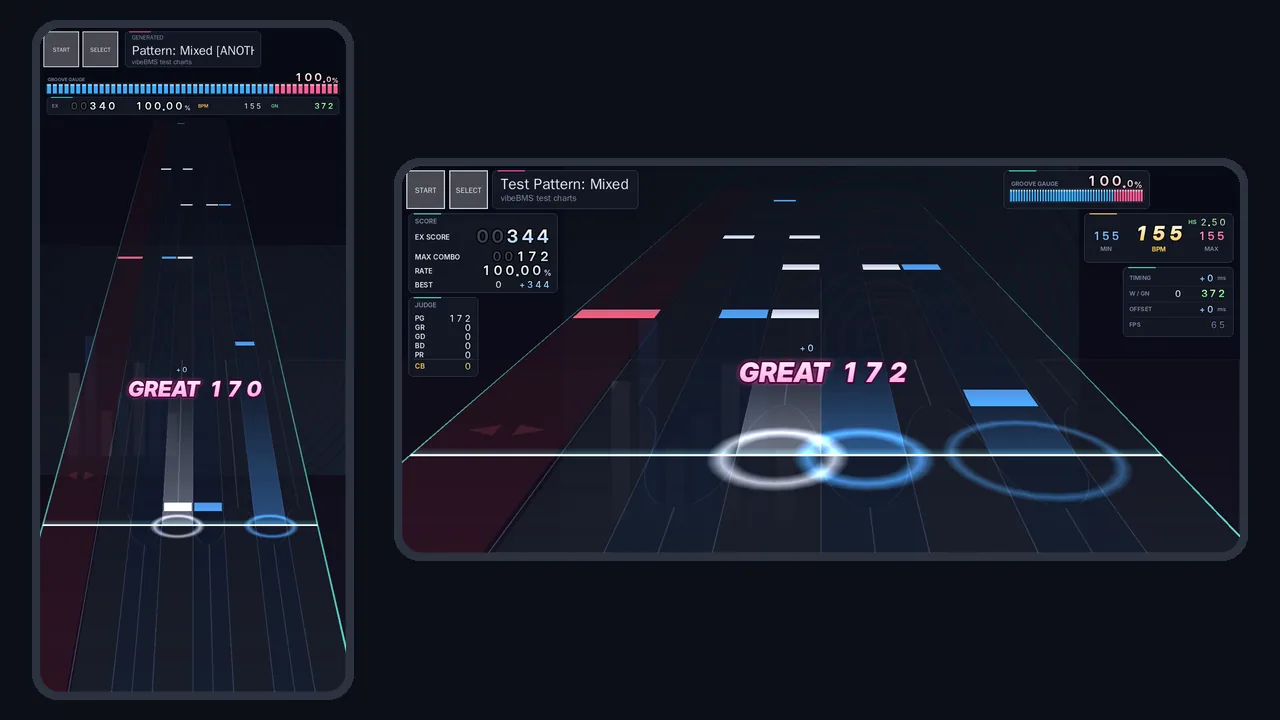 START
SELECT
GENERATED
Pattern: Mixed [ANOTH
vibeBMS test charts
GROOVE GAUGE
100.0%
EX 00340 100.00% BPM 155 GN 372
+0
GREAT 170
START
SELECT
Test Pattern: Mixed
vibeBMS test charts
SCORE
EX SCORE 00344
MAX COMBO 00172
RATE 100.00%
BEST 0 +344
JUDGE
PG 172
GR 0
GD 0
BD 0
PR 0
CB 0
GROOVE GAUGE 100.0%
HS 2.50
155 155 155
MIN BPM MAX
TIMING +0 ms
W / GN 0 372
OFFSET +0 ms
FPS 65
+0
GREAT 172